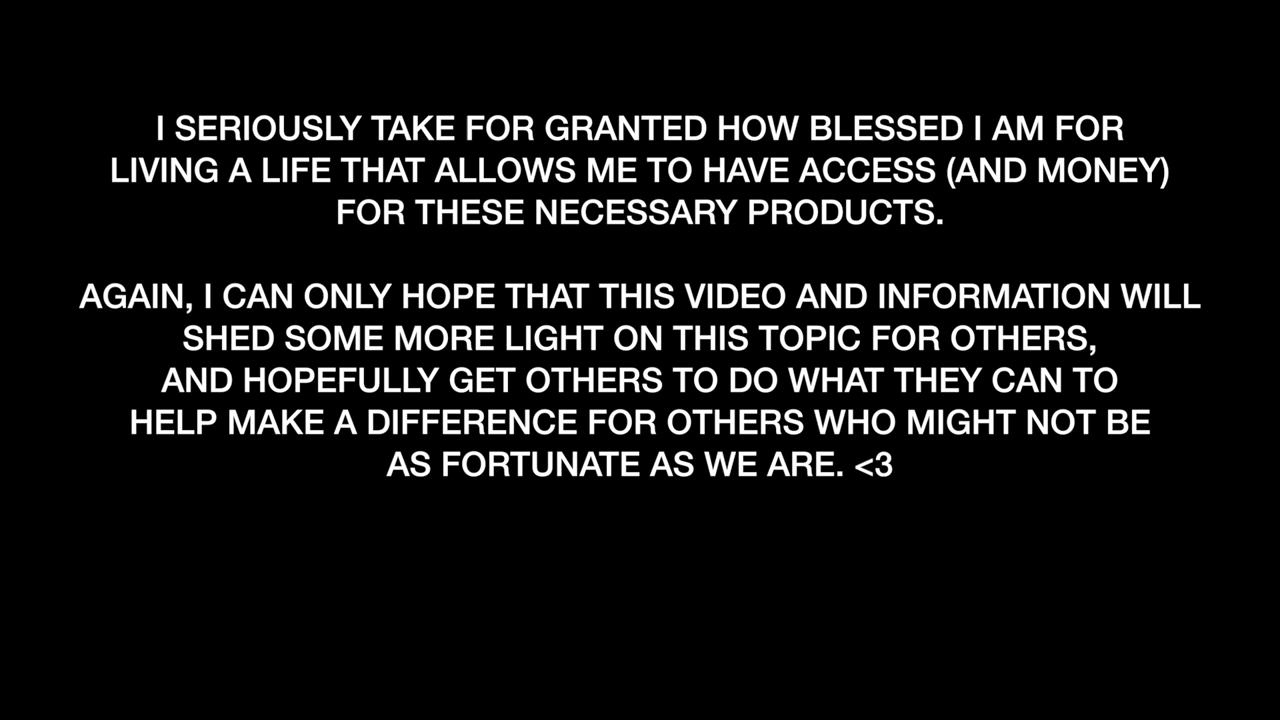 I SERIOUSLY TAKE FOR GRANTED HOW BLESSED I AM FOR
LIVING A LIFE THAT ALLOWS ME TO HAVE ACCESS (AND MONEY)
FOR THESE NECESSARY PRODUCTS.
AGAIN, I CAN ONLY HOPE THAT THIS VIDEO AND INFORMATION WILL
SHED SOME MORE LIGHT ON THIS TOPIC FOR OTHERS,
AND HOPEFULLY GET OTHERS TO DO WHAT THEY CAN TO
HELP MAKE A DIFFERENCE FOR OTHERS WHO MIGHT NOT BE
AS FORTUNATE AS WE ARE. <3